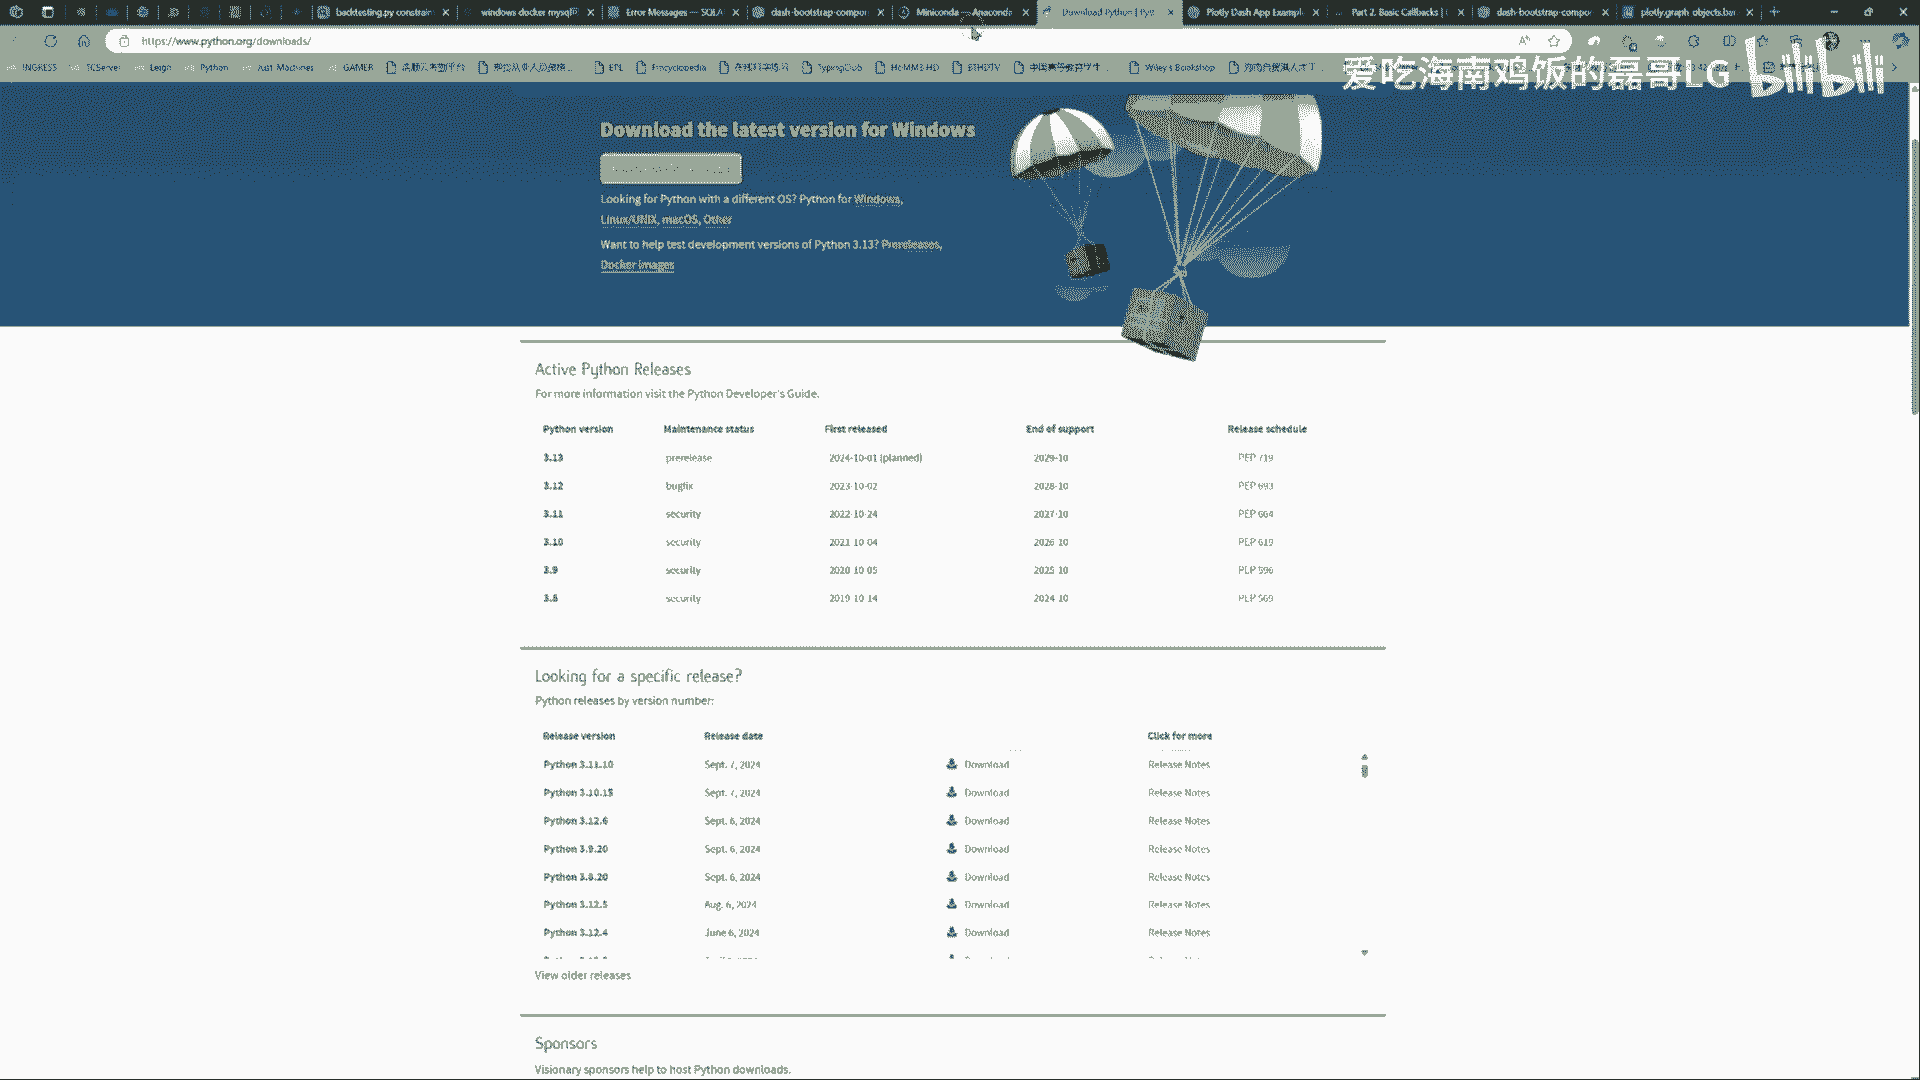 backtesting.py constrain
windows docker mysql
Error Messages — SQLA
dash-bootstrap-compo
Miniconda — Anaconda
Download Python | Pyt
Plotly Dash App Exampl
Part 2. Basic Callbacks |
dash-bootstrap-compo
plotly.graph_objects.bar
https://www.python.org/downloads/
INGRESS
TCServer
Leigh
Python
Just Machines
GAMER
ETL
Encyclopedia
TypingClub
HoMM3 HD
Wiley's Bookshop
爱吃海南鸡饭的磊哥LG bilibili
Download the latest version for Windows
Looking for Python with a different OS? Python for Windows,
Linux/UNIX, macOS, Other
Want to help test development versions of Python 3.13? Prereleases,
Docker images
Active Python Releases
For more information visit the Python Developer's Guide.
Python version Maintenance status First released End of support Release schedule
3.13 prerelease 2024-10-01 (planned) 2029-10 PEP 719
3.12 bugfix 2023-10-02 2028-10 PEP 693
3.11 security 2022-10-24 2027-10 PEP 664
3.10 security 2021-10-04 2026-10 PEP 619
3.9 security 2020-10-05 2025-10 PEP 596
3.8 security 2019-10-14 2024-10 PEP 569
Looking for a specific release?
Python releases by version number:
Release version Release date Click for more
Python 3.11.10 Sept. 7, 2024 Download Release Notes
Python 3.10.15 Sept. 7, 2024 Download Release Notes
Python 3.12.6 Sept. 6, 2024 Download Release Notes
Python 3.9.20 Sept. 6, 2024 Download Release Notes
Python 3.8.20 Sept. 6, 2024 Download Release Notes
Python 3.12.5 Aug. 6, 2024 Download Release Notes
Python 3.12.4 June 6, 2024 Download Release Notes
View older releases
Sponsors
Visionary sponsors help to host Python downloads.